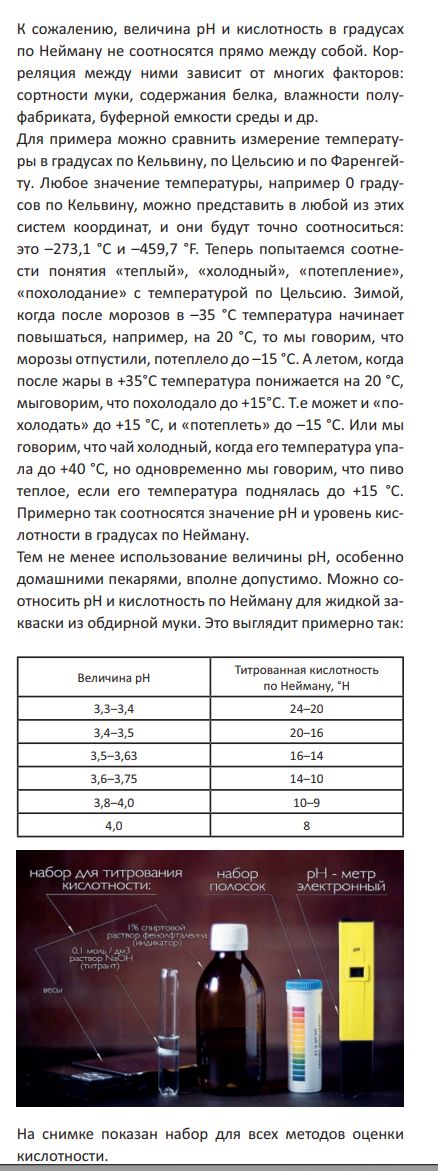 К сожалению, величина рН и кислотность в градусах
по Нейману не соотносятся прямо между собой. Кор-
реляция между ними зависит от многих факторов:
сортности муки, содержания белка, влажности полу-
фабриката, буферной емкости среды и др.
Для примера можно сравнить измерение температу-
ры в градусах по Кельвину, по Цельсию и по Фаренгей-
ту. Любое значение температуры, например 0 граду-
сов по Кельвину, можно представить в любой из этих
систем координат, и они будут точно соотноситься:
это –273,1 °С и –459,7 °F. Теперь попытаемся соотне-
сти понятия «теплый», «холодный», «потепление»,
«похолодание» с температурой по Цельсию. Зимой,
когда после морозов в –35 °С температура начинает
повышаться, например, на 20 °С, то мы говорим, что
морозы отпустили, потеплело до –15 °С. А летом, когда
после жары в +35°С температура понижается на 20 °С,
мыговорим, что похолодало до +15°С. Т.е может и «по-
холодать» до +15 °С, и «потеплеть» до –15 °С. Или мы
говорим, что чай холодный, когда его температура упа-
ла до +40 °С, но одновременно мы говорим, что пиво
теплое, если его температура поднялась до +15 °С.
Примерно так соотносятся значение рН и уровень кис-
лотности в градусах по Нейману.
Тем не менее использование величины рН, особенно
домашними пекарями, вполне допустимо. Можно со-
относить рН и кислотность по Нейману для жидкой за-
кваски из обдирной муки. Это выглядит примерно так:
Величина рН
Титрованная кислотность
по Нейману, °Н
3,3–3,4 24–20
3,4–3,5 20–16
3,5–3,63 16–14
3,6–3,75 14–10
3,8–4,0 10–9
4,0 8
набор для титрования
кислотности:
набор
полосок
рН - метр
электронный
1% спиртовой
раствор фенолфталеина
(индикатор)
0,1 моль / дм3
раствор NaOH
(титрант)
весы
На снимке показан набор для всех методов оценки
кислотности.